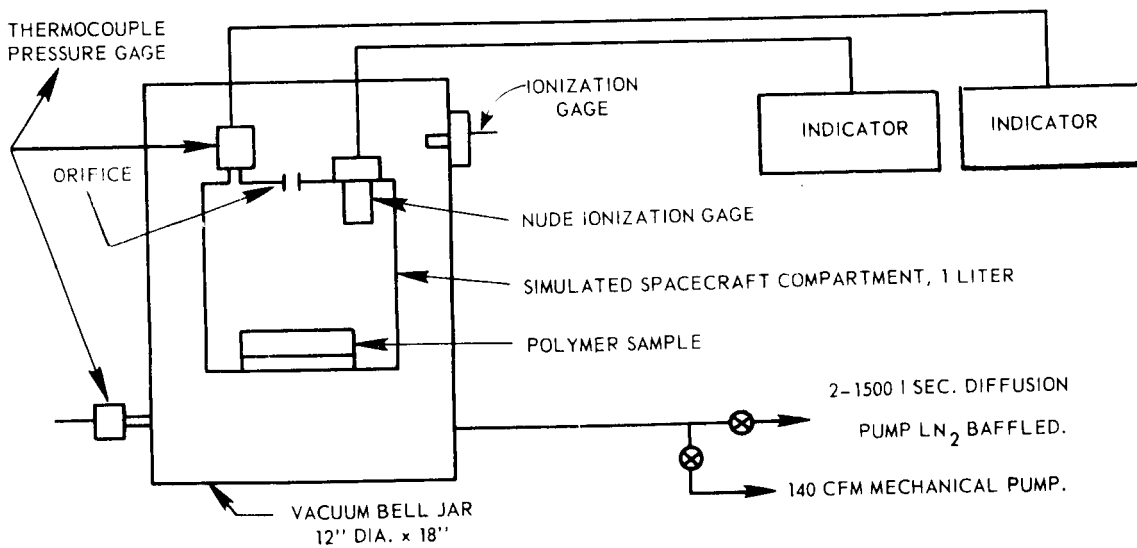 THERMOCOUPLE
PRESSURE GAGE
ORIFICE
IONIZATION
GAGE
INDICATOR
INDICATOR
NUDE IONIZATION GAGE
SIMULATED SPACECRAFT COMPARTMENT, 1 LITER
POLYMER SAMPLE
2-1500 l SEC. DIFFUSION
PUMP LN₂ BAFFLED.
140 CFM MECHANICAL PUMP.
VACUUM BELL JAR
12'' DIA. x 18''